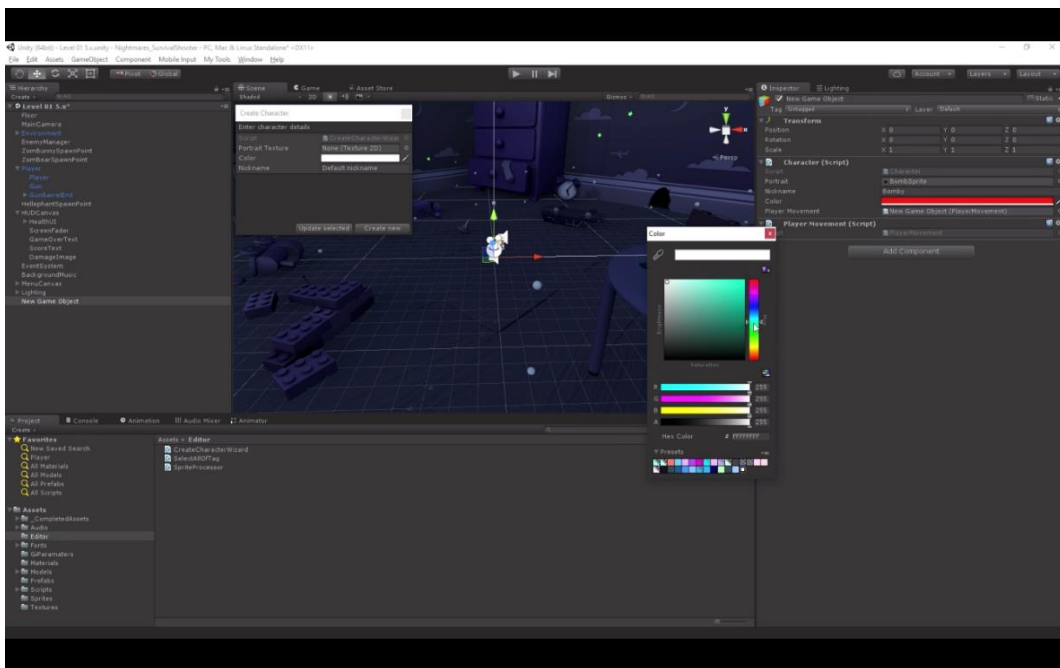 Unity (64bit) - Level 01 5.x.unity - Nightmares_SurvivalShooter - PC, Mac & Linux Standalone* <DX11>
File Edit Assets GameObject Component Mobile Input My Tools Window Help
Pivot Global Account Layers Layout
Hierarchy
Create
Level 01 5.x*
Floor
MainCamera
Environment
EnemyManager
ZomBunnySpawnPoint
ZomBearSpawnPoint
Player
Player
Gun
GunBarrelEnd
HellephantSpawnPoint
HUDCanvas
HealthUI
ScreenFader
GameOverText
ScoreText
DamageImage
EventSystem
BackgroundMusic
MenuCanvas
Lighting
New Game Object
Scene Game Asset Store
Shaded 2D Gizmos
Create Character
Enter character details
Script CreateCharacterWizar
Portrait Texture None (Texture 2D)
Color
Nickname Default nickname
Update selected Create new
y
Persp
Color
Brightness
Saturation
R 255
G 255
B 255
A 255
Hex Color # FFFFFFFF
Presets
Inspector Lighting
New Game Object Static
Tag Untagged Layer Default
Transform
Position X 0 Y 0 Z 0
Rotation X 0 Y 0 Z 0
Scale X 1 Y 1 Z 1
Character (Script)
Script Character
Portrait BombSprite
Nickname Bomby
Color
Player Movement New Game Object (PlayerMovement)
Player Movement (Script)
Script PlayerMovement
Add Component
Project Console Animation Audio Mixer Animator
Create
Favorites
New Saved Search
Player
All Materials
All Models
All Prefabs
All Scripts
Assets
_CompletedAssets
Audio
Editor
Fonts
GIParamaters
Materials
Models
Prefabs
Scripts
Sprites
Textures
Assets Editor
CreateCharacterWizard
SelectAllOfTag
SpriteProcessor